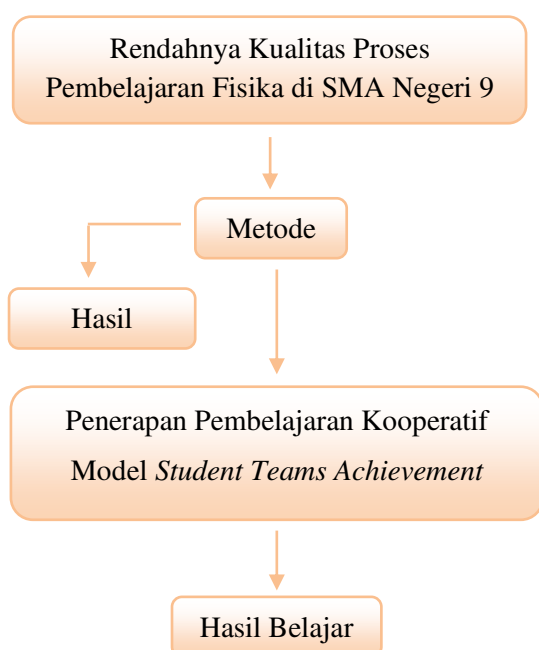 Rendahnya Kualitas Proses
Pembelajaran Fisika di SMA Negeri 9
Metode
Hasil
Penerapan Pembelajaran Kooperatif
Model Student Teams Achievement
Hasil Belajar